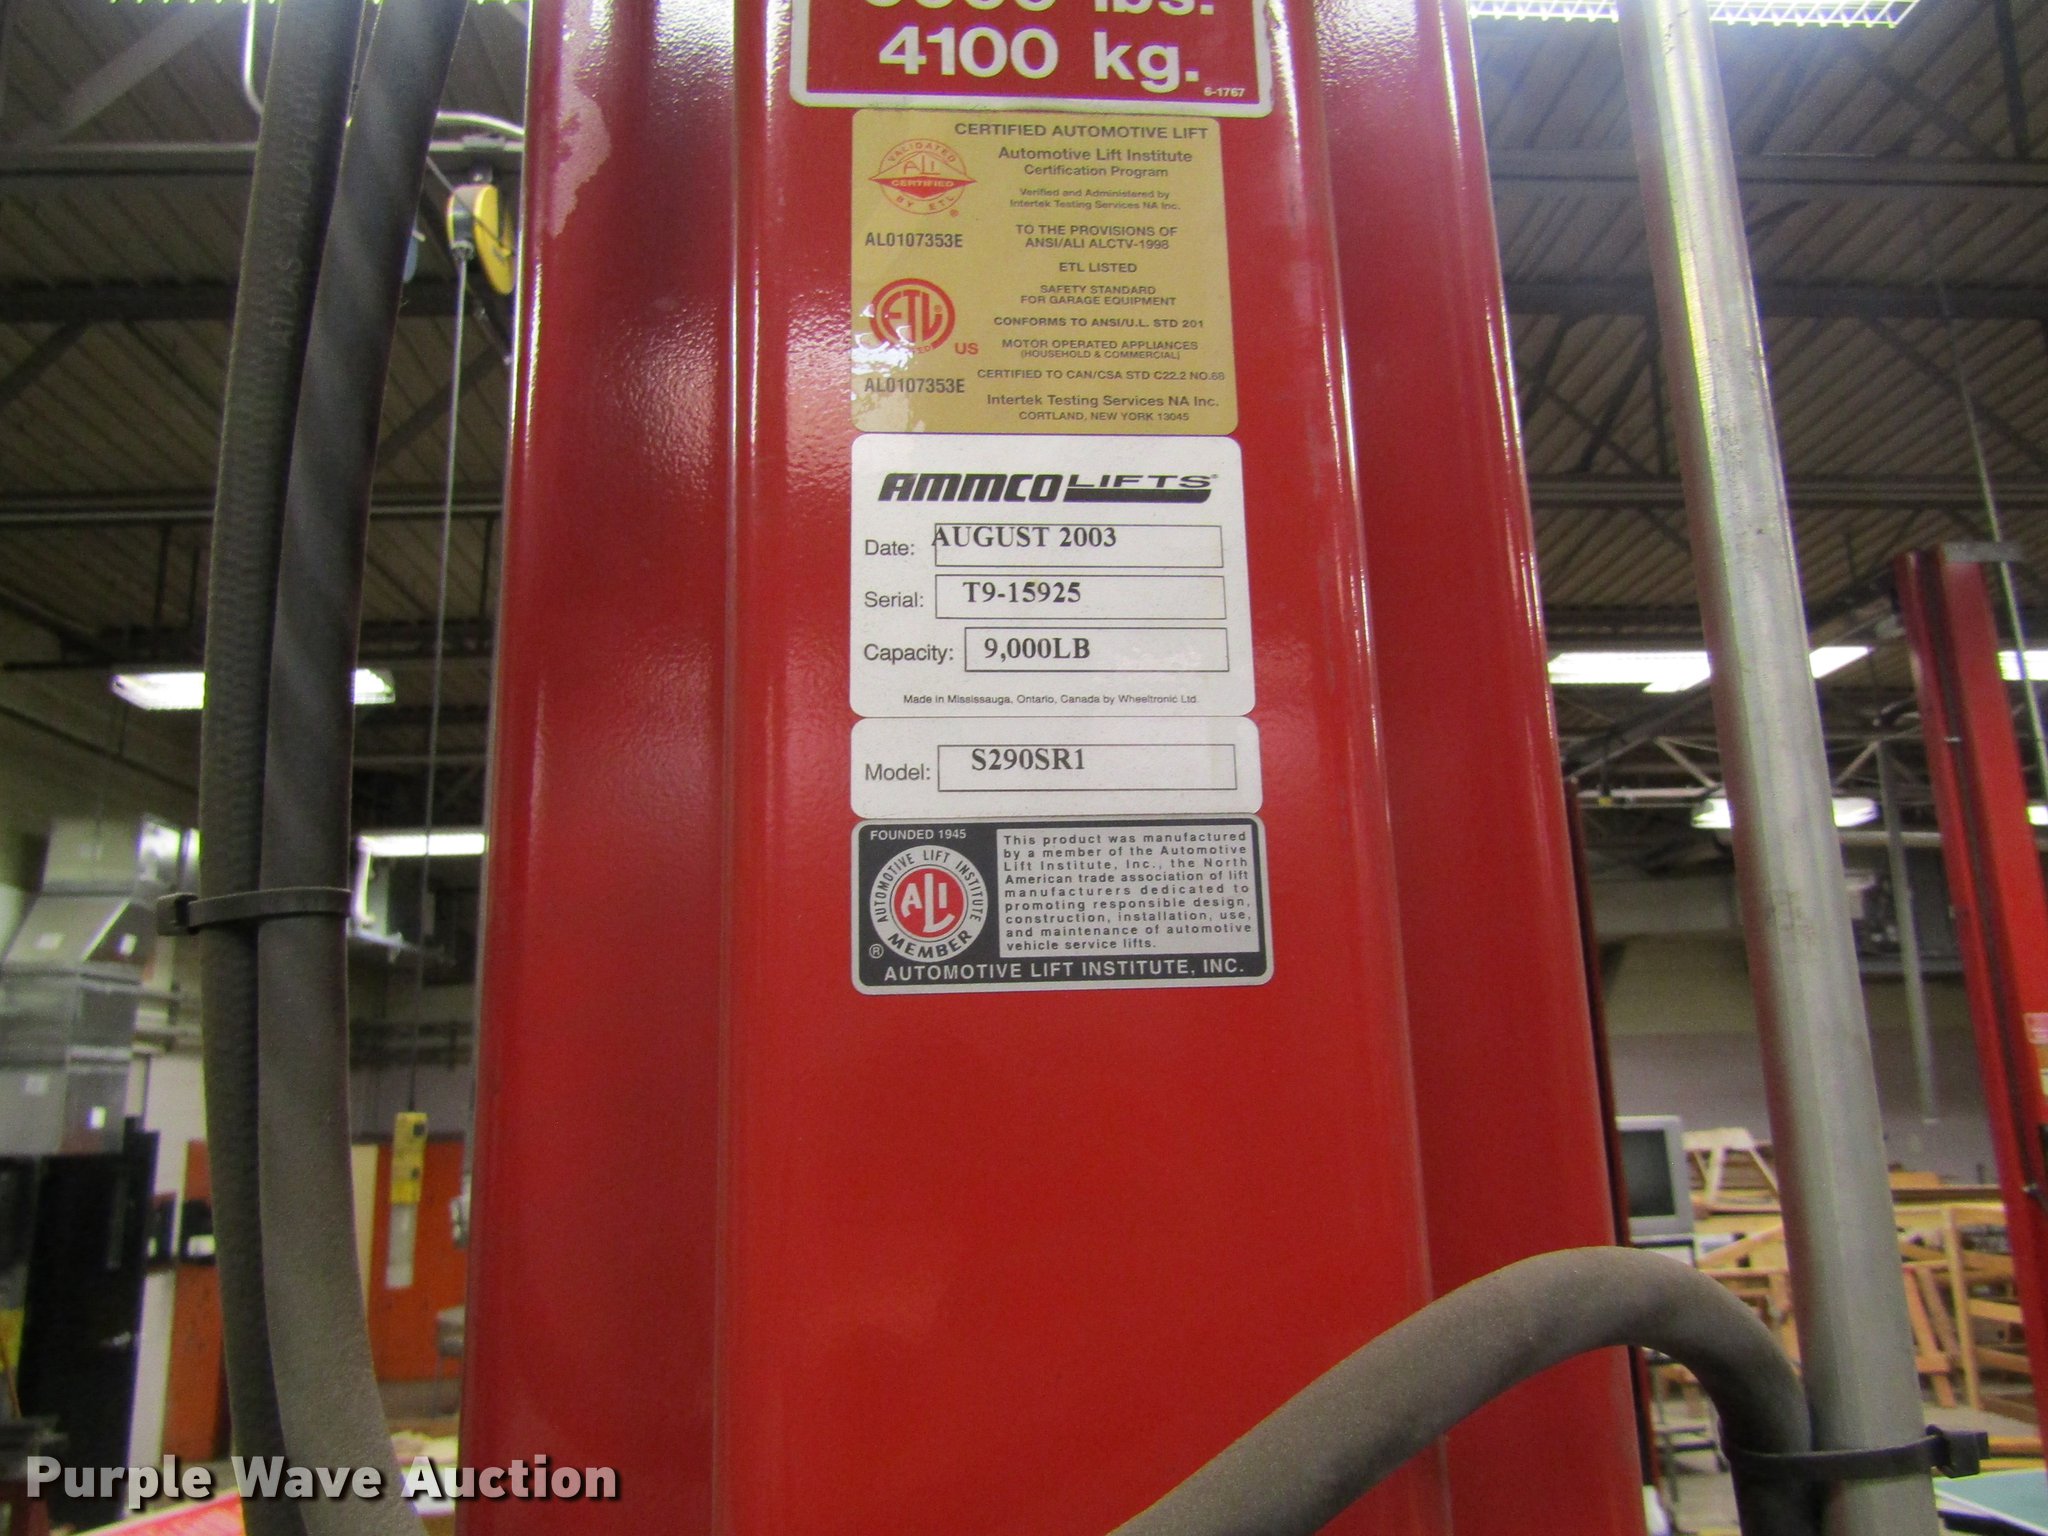 lbs.
4100 kg.
6-1767
CERTIFIED AUTOMOTIVE LIFT
VALIDATED
ALI
CERTIFIED
BY ETL
®
Automotive Lift Institute
Certification Program
Verified and Administered by
Intertek Testing Services NA Inc.
AL0107353E
TO THE PROVISIONS OF
ANSI/ALI ALCTV-1998
ETL LISTED
SAFETY STANDARD
FOR GARAGE EQUIPMENT
CONFORMS TO ANSI/U.L. STD 201
US
MOTOR OPERATED APPLIANCES
(HOUSEHOLD & COMMERCIAL)
AL0107353E
CERTIFIED TO CAN/CSA STD C22.2 NO.68
Intertek Testing Services NA Inc.
CORTLAND, NEW YORK 13045
AMMCO LIFTS®
Date: AUGUST 2003
Serial: T9-15925
Capacity: 9,000LB
Made in Mississauga, Ontario, Canada by Wheeltronic Ltd.
Model: S290SR1
FOUNDED 1945
AUTOMOTIVE LIFT INSTITUTE
ALI
MEMBER
®
This product was manufactured
by a member of the Automotive
Lift Institute, Inc., the North
American trade association of lift
manufacturers dedicated to
promoting responsible design,
construction, installation, use,
and maintenance of automotive
vehicle service lifts.
AUTOMOTIVE LIFT INSTITUTE, INC.
Purple Wave Auction